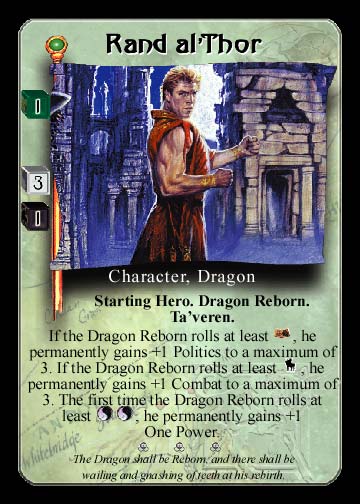 Rand al'Thor
1
3
1
Character, Dragon
Starting Hero. Dragon Reborn.
Ta'veren.
If the Dragon Reborn rolls at least , he
permanently gains +1 Politics to a maximum of
3. If the Dragon Reborn rolls at least , he
permanently gains +1 Combat to a maximum of
3. The first time the Dragon Reborn rolls at
least , he permanently gains +1
One Power.
The Dragon shall be Reborn, and there shall be
wailing and gnashing of teeth at his rebirth.
Whitebridge